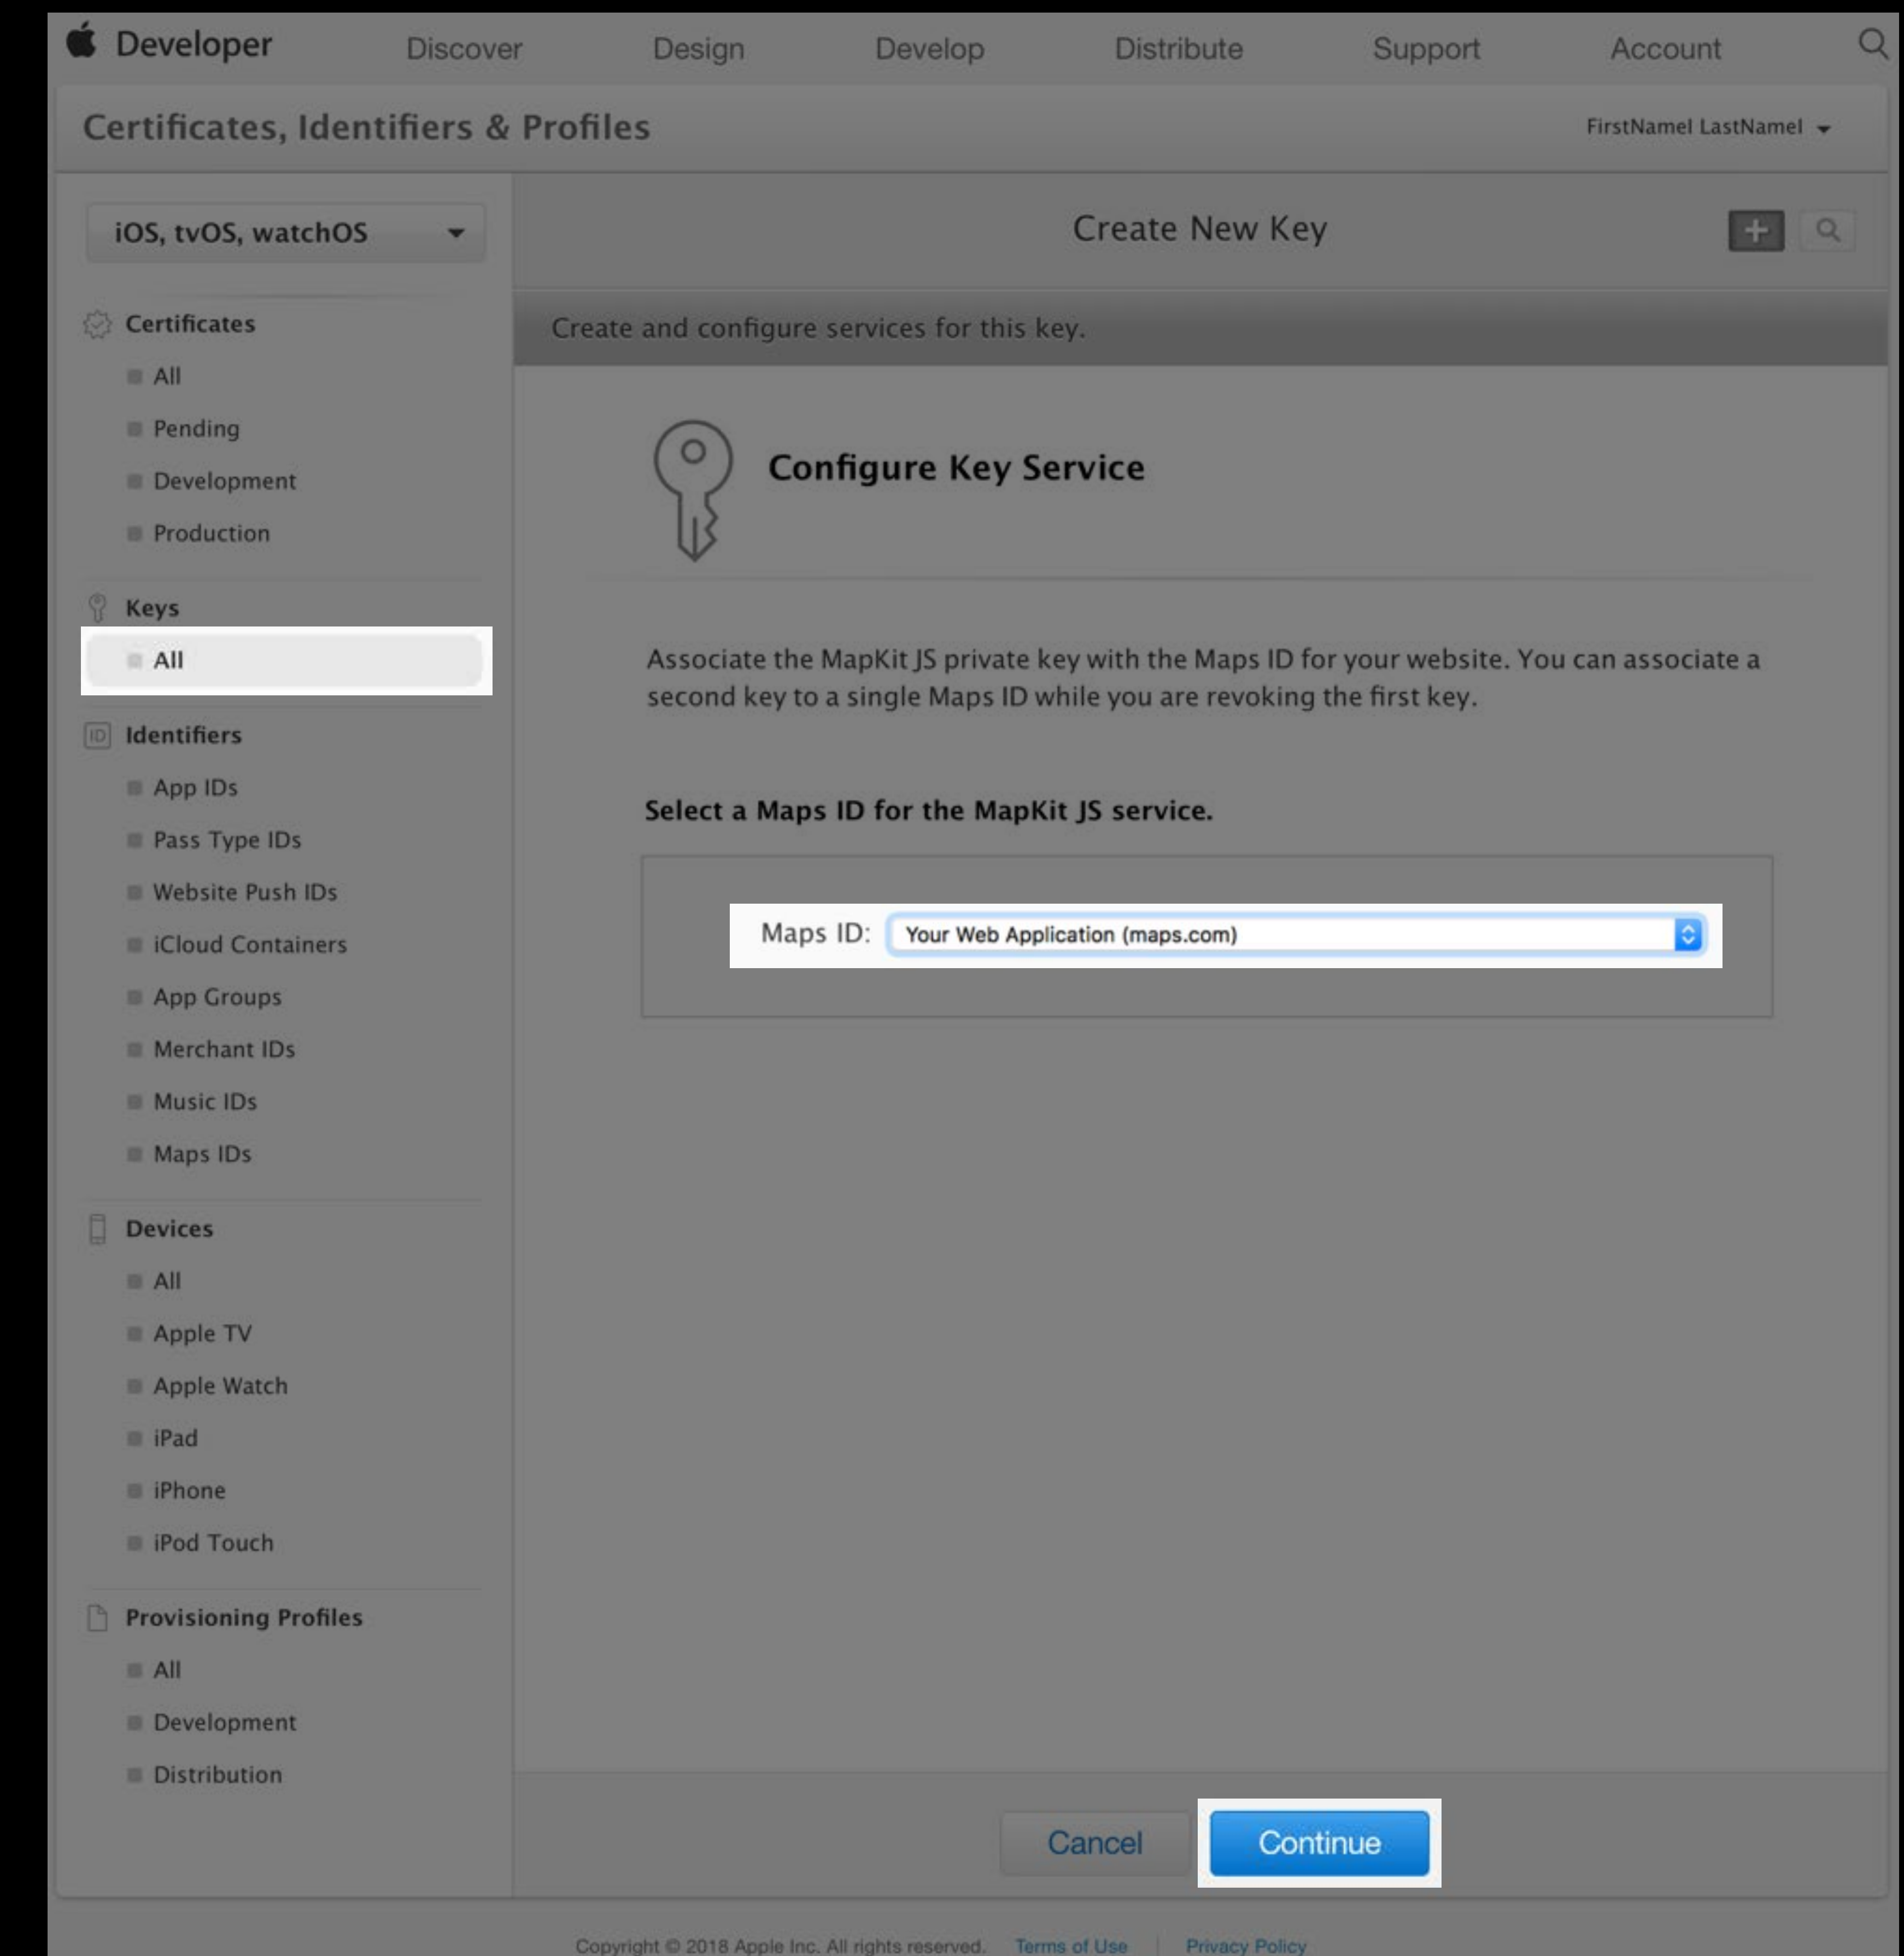 Developer Discover Design Develop Distribute Support Account
Certificates, Identifiers & Profiles
FirstNamel LastNamel
iOS, tvOS, watchOS
Certificates
All
Pending
Development
Production
Keys
All
ID Identifiers
App IDs
Pass Type IDs
Website Push IDs
iCloud Containers
App Groups
Merchant IDs
Music IDs
Maps IDs
Devices
All
Apple TV
Apple Watch
iPad
iPhone
iPod Touch
Provisioning Profiles
All
Development
Distribution
Create New Key
Create and configure services for this key.
Configure Key Service
Associate the MapKit JS private key with the Maps ID for your website. You can associate a
second key to a single Maps ID while you are revoking the first key.
Select a Maps ID for the MapKit JS service.
Maps ID: Your Web Application (maps.com)
Cancel Continue
Copyright © 2018 Apple Inc. All rights reserved. Terms of Use | Privacy Policy